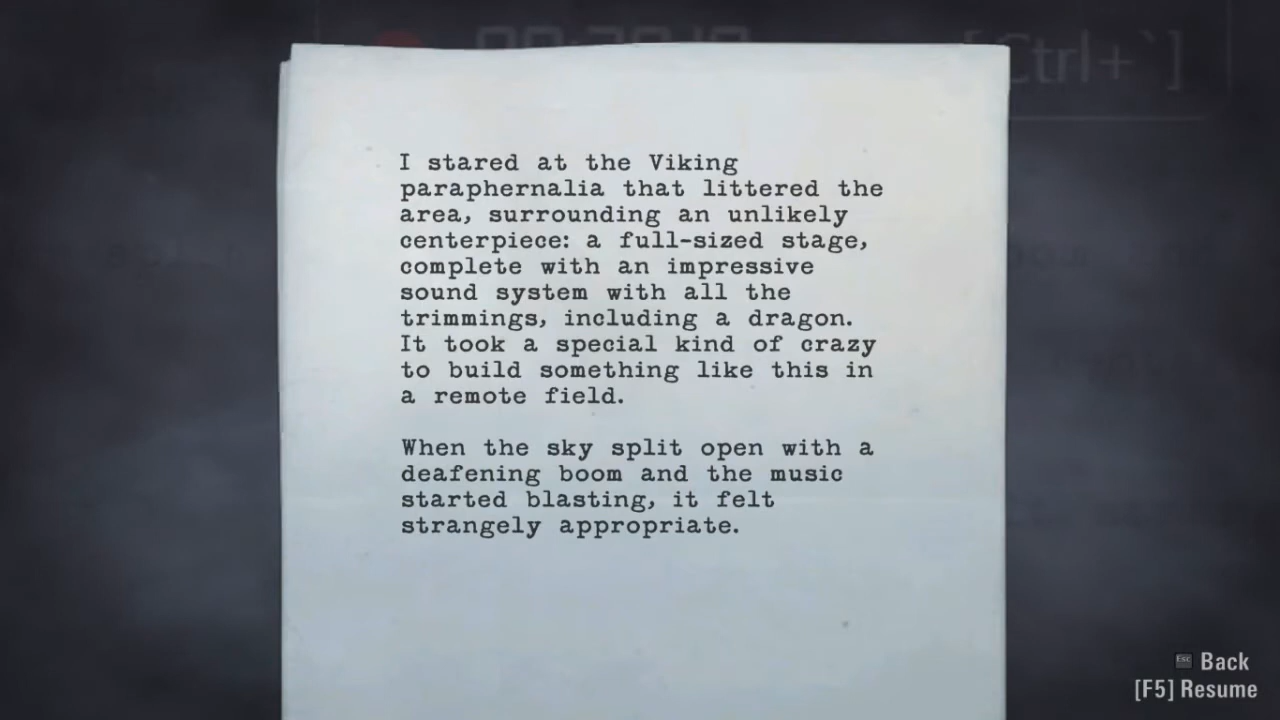 [Ctrl+`]
I stared at the Viking
paraphernalia that littered the
area, surrounding an unlikely
centerpiece: a full-sized stage,
complete with an impressive
sound system with all the
trimmings, including a dragon.
It took a special kind of crazy
to build something like this in
a remote field.
When the sky split open with a
deafening boom and the music
started blasting, it felt
strangely appropriate.
Esc Back
[F5] Resume